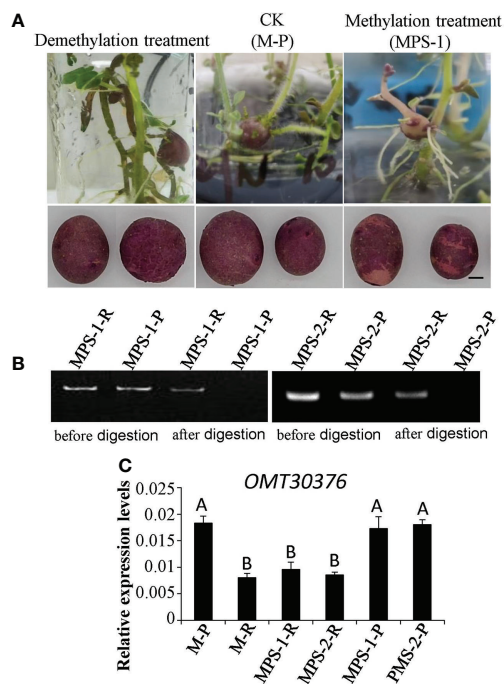 A
Demethylation treatment
CK
(M-P)
Methylation treatment
(MPS-1)
B
MPS-1-R
MPS-1-P
MPS-1-R
MPS-1-P
MPS-2-R
MPS-2-P
MPS-2-R
MPS-2-P
before digestion
after digestion
before digestion
after digestion
C
OMT30376
Relative expression levels
0.025
0.02
0.015
0.01
0.005
0
A
B
B
B
A
A
M-P
M-R
MPS-1-R
MPS-2-R
MPS-1-P
PMS-2-P